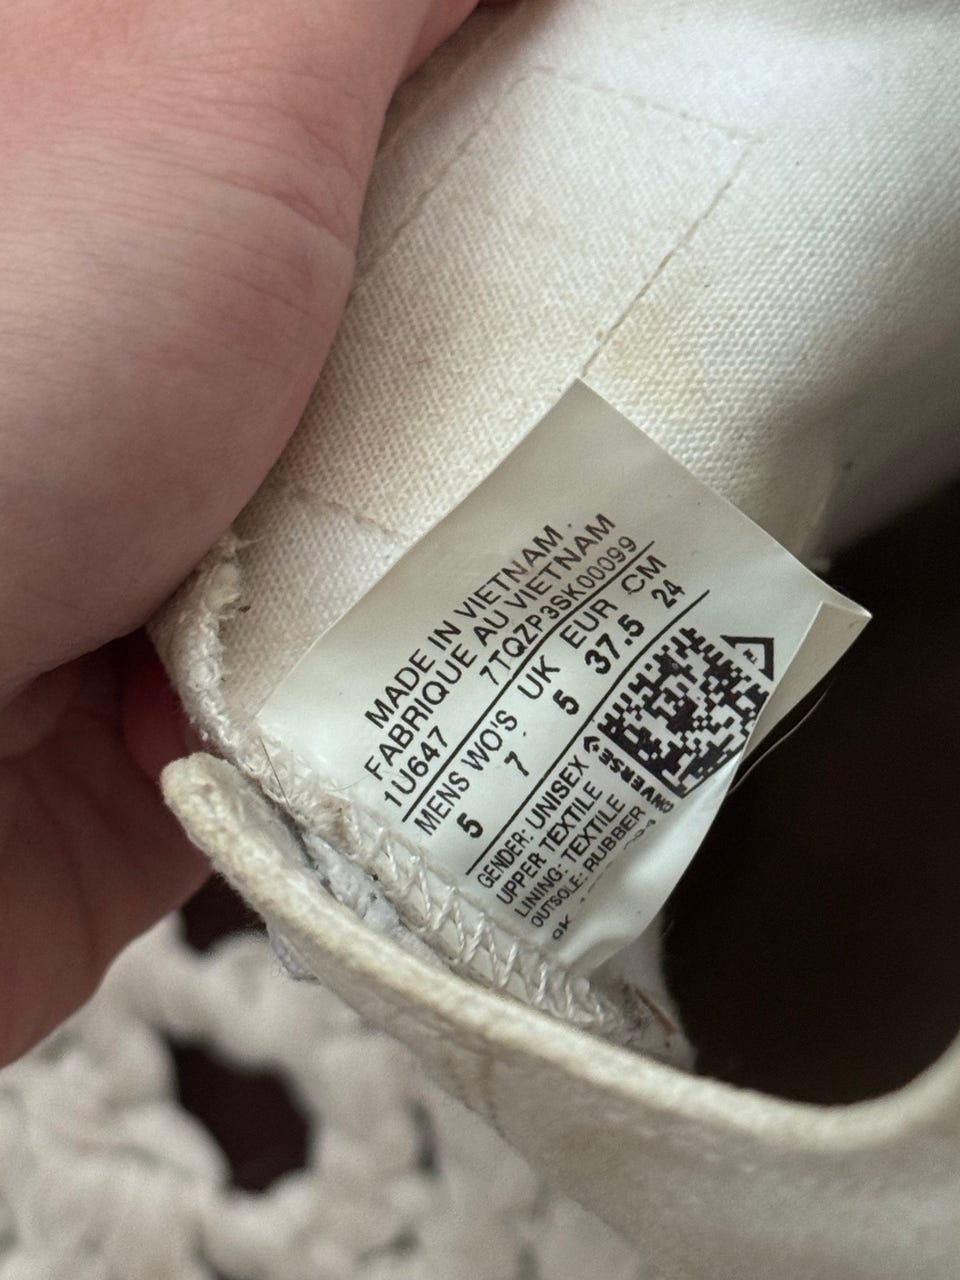 MADE IN VIETNAM
FABRIQUE AU VIETNAM
1U647 7TQZP3SK00099
MENS WO'S UK EUR CM
5 7 5 37.5 24
GENDER: UNISEX
UPPER TEXTILE
LINING: TEXTILE
OUTSOLE: RUBBER
CONVERSE